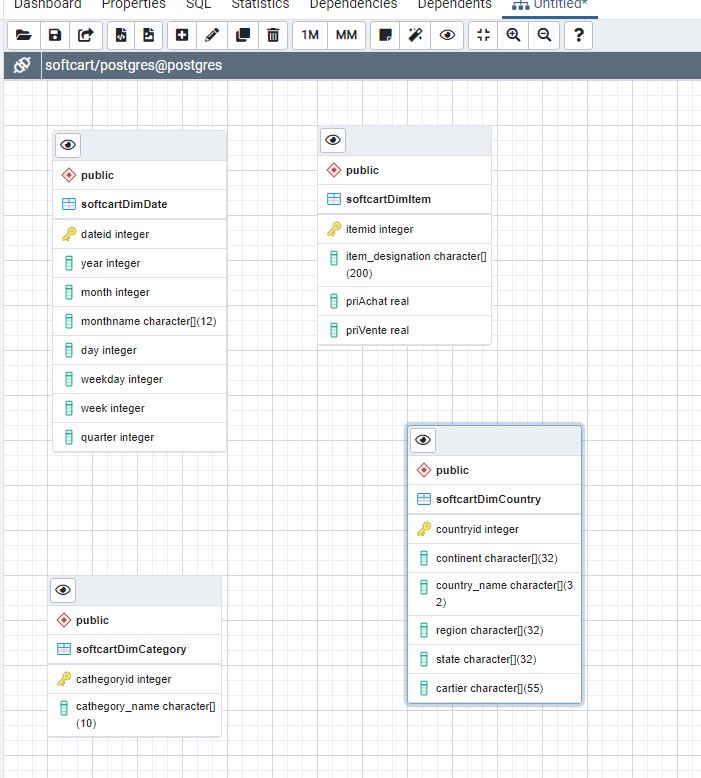 Dashboard Properties SQL Statistics Dependencies Dependents Untitled*
1M MM ?
softcart/postgres@postgres
public
softcartDimDate
dateid integer
year integer
month integer
monthname character[](12)
day integer
weekday integer
week integer
quarter integer
public
softcartDimItem
itemid integer
item_designation character[]
(200)
priAchat real
priVente real
public
softcartDimCountry
countryid integer
continent character[](32)
country_name character[](3
2)
region character[](32)
state character[](32)
cartier character[](55)
public
softcartDimCategory
cathegoryid integer
cathegory_name character[]
(10)